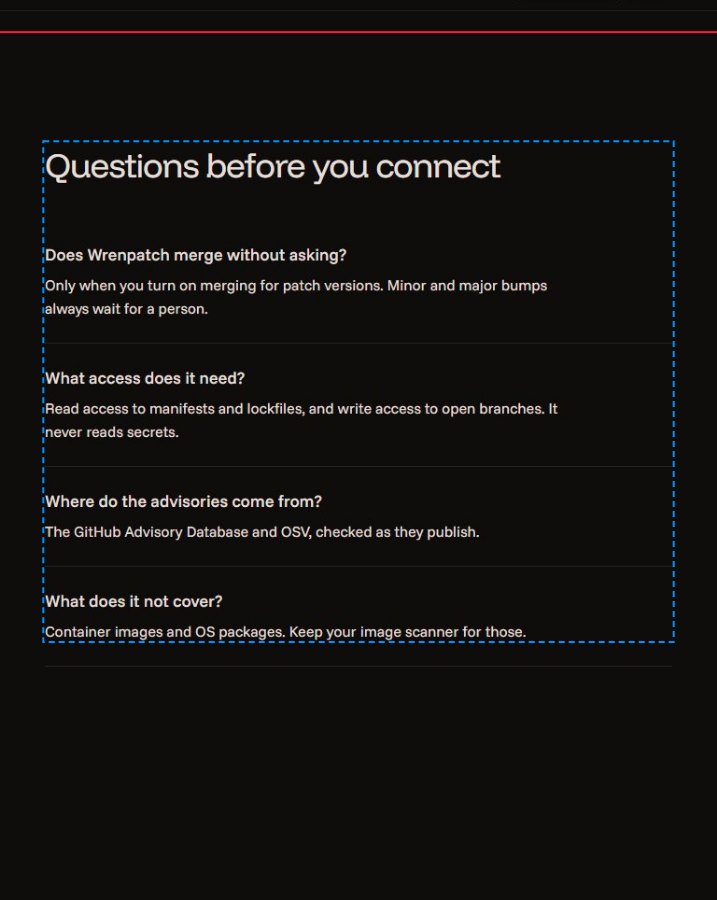 Questions before you connect
Does Wrenpatch merge without asking?
Only when you turn on merging for patch versions. Minor and major bumps
always wait for a person.
What access does it need?
Read access to manifests and lockfiles, and write access to open branches. It
never reads secrets.
Where do the advisories come from?
The GitHub Advisory Database and OSV, checked as they publish.
What does it not cover?
Container images and OS packages. Keep your image scanner for those.